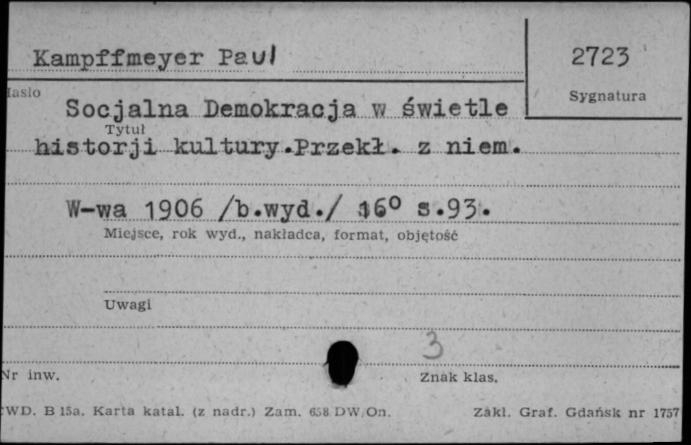 Kampffmeyer Paul
2723
Hasło
Sygnatura
Socjalna Demokracja w świetle
Tytuł
historji kultury.Przekł. z niem.
W-wa 1906 /b.wyd./ 16° s.93.
Miejsce, rok wyd., nakładca, format, objętość
Uwagi
3
Nr inw.
Znak klas.
WD. B 15a. Karta katal. (z nadr.) Zam. 658 DW/On.
Zakł. Graf. Gdańsk nr 1757